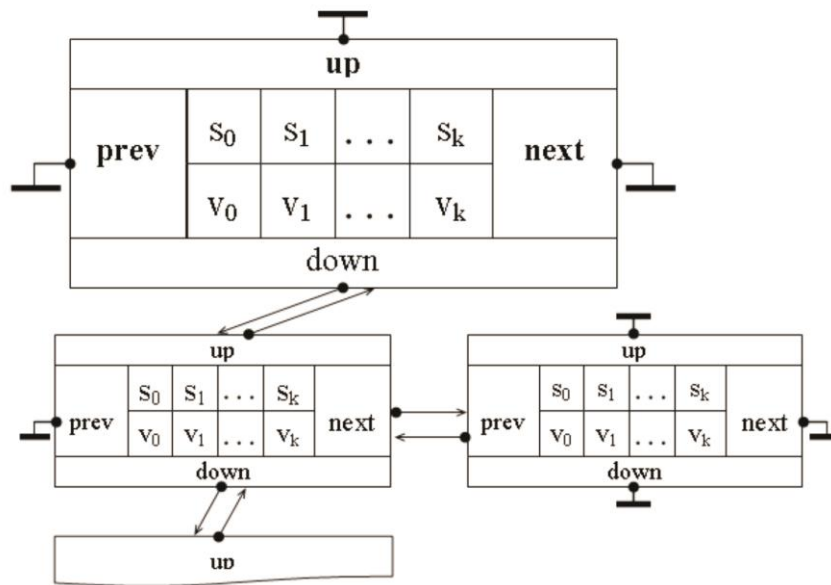 up
prev s₀ s₁ . . . sₖ next
v₀ v₁ . . . vₖ
down
up
up
s₀ s₁ . . . sₖ
s₀ s₁ . . . sₖ
prev next
prev next
v₀ v₁ . . . vₖ
v₀ v₁ . . . vₖ
down
down
up